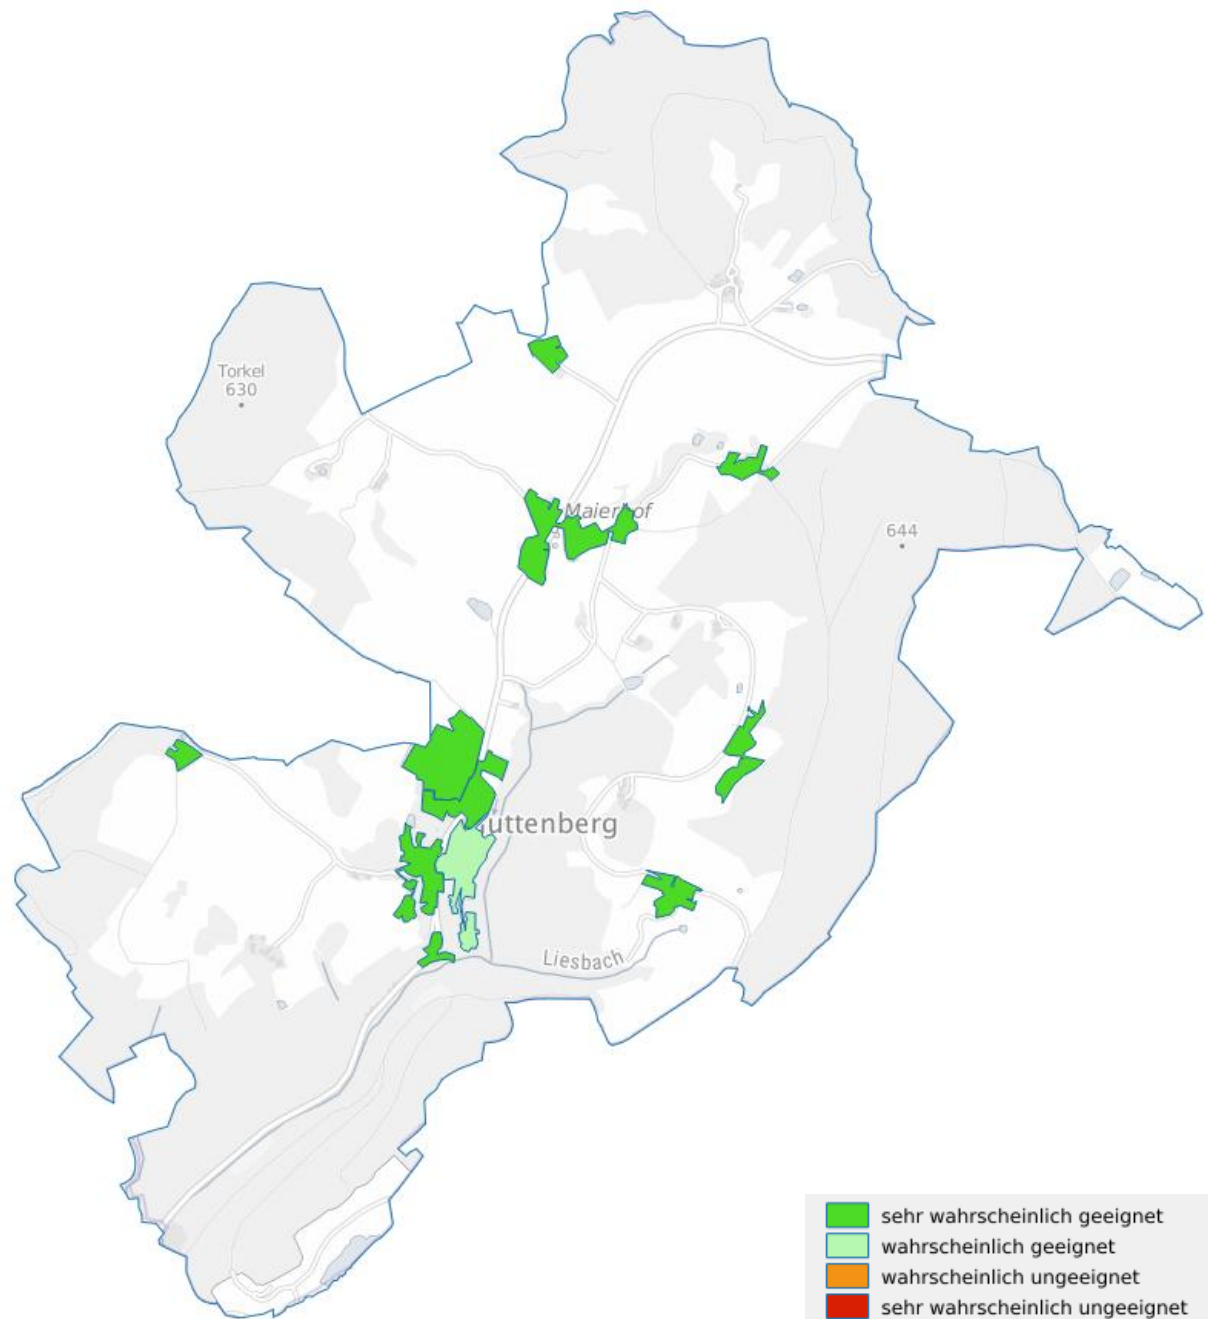 Torkel
630
Maierhof
644
uttenberg
Liesbach
sehr wahrscheinlich geeignet
wahrscheinlich geeignet
wahrscheinlich ungeeignet
sehr wahrscheinlich ungeeignet